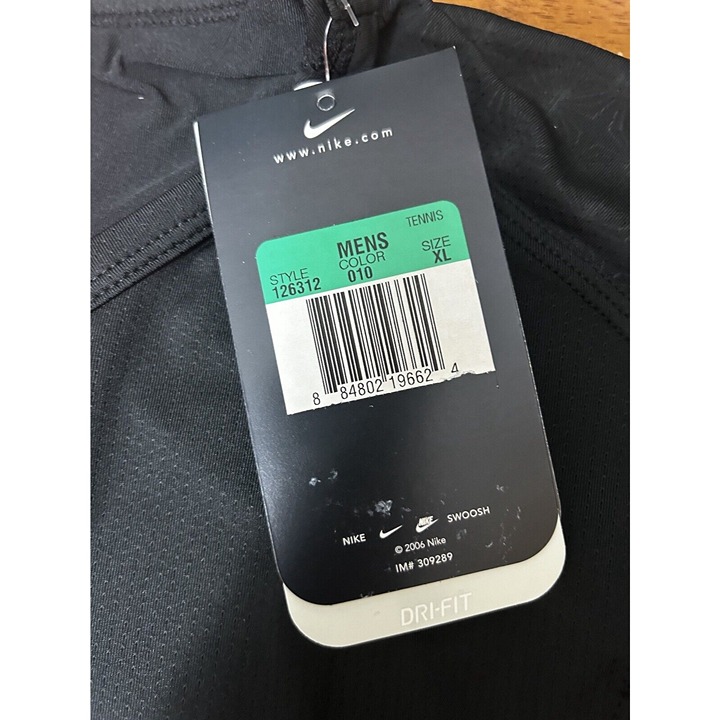 www.nike.com
TENNIS
MENS
STYLE COLOR SIZE
126312 010 XL
8 84802 19662 4
NIKE NIKE SWOOSH
© 2006 Nike
IM# 309289
DRI-FIT